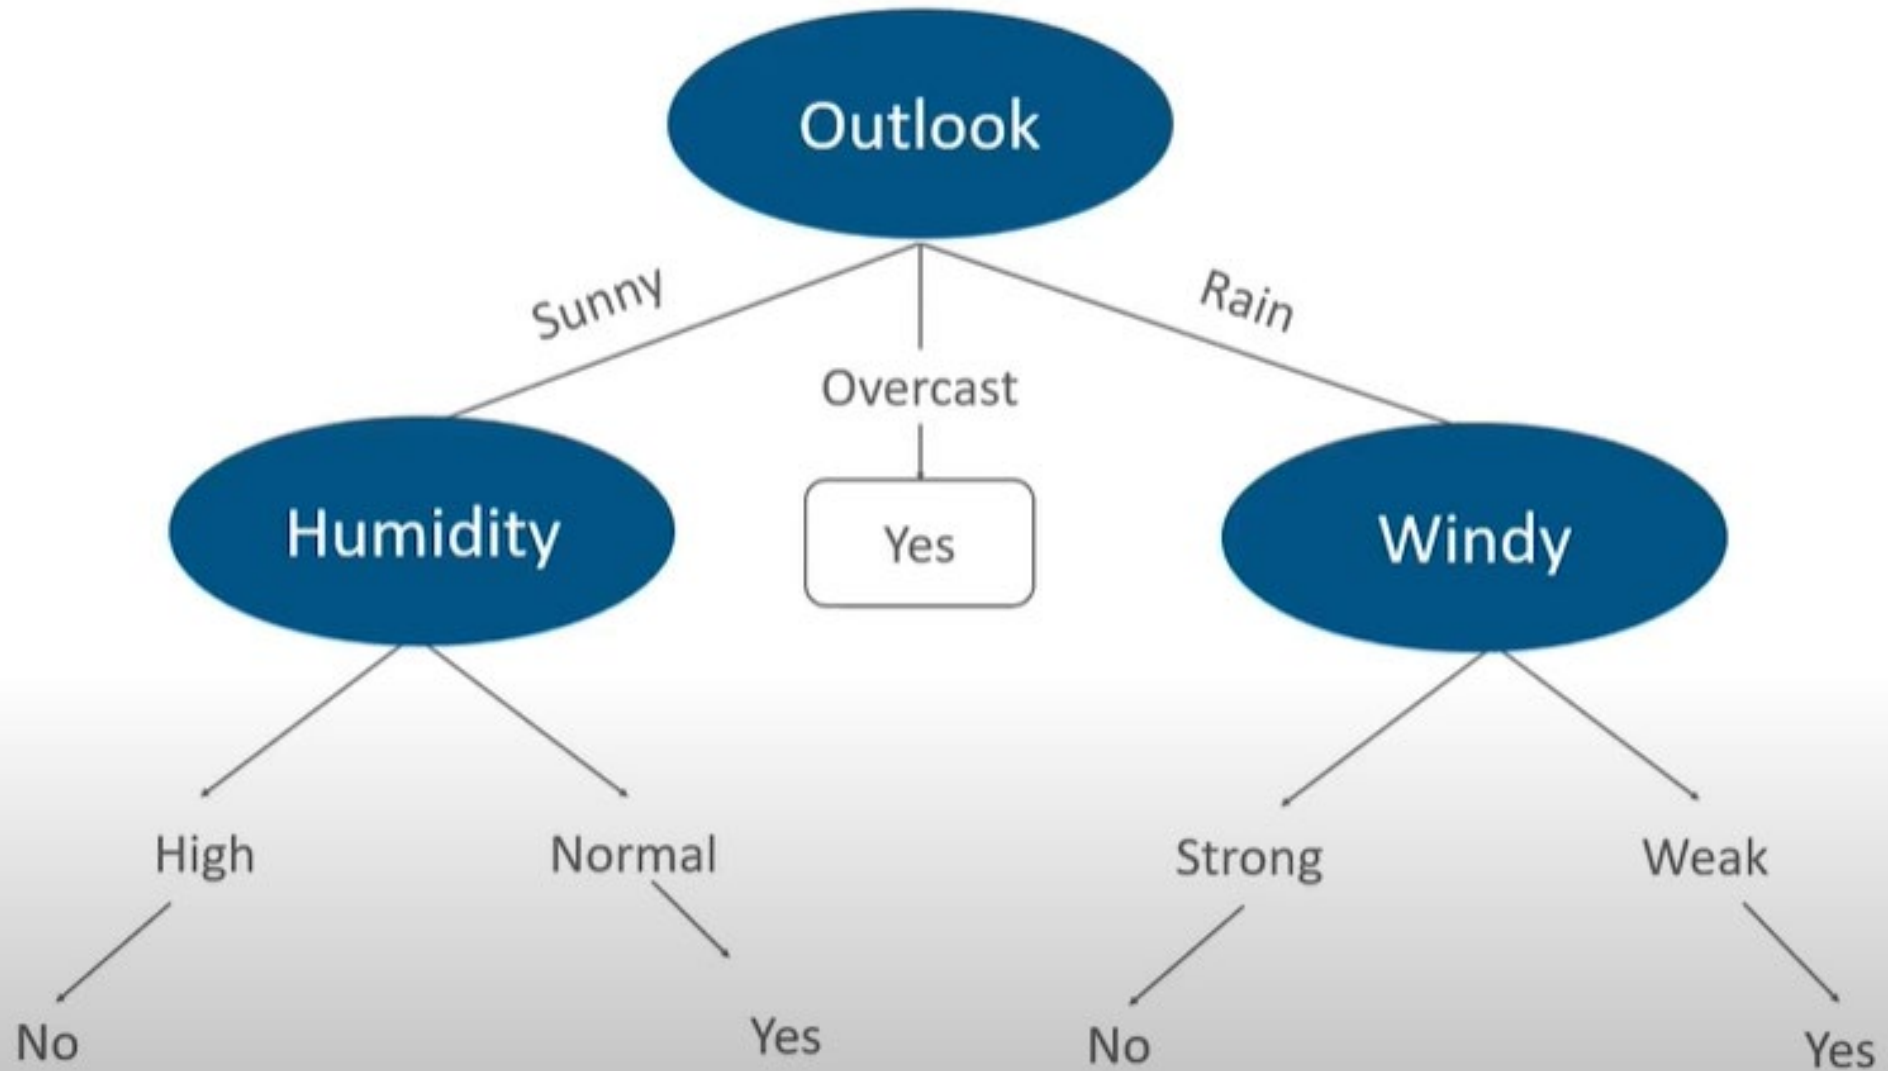 Outlook
Sunny
Rain
Overcast
Humidity
Yes
Windy
High
Normal
Strong
Weak
No
Yes
No
Yes